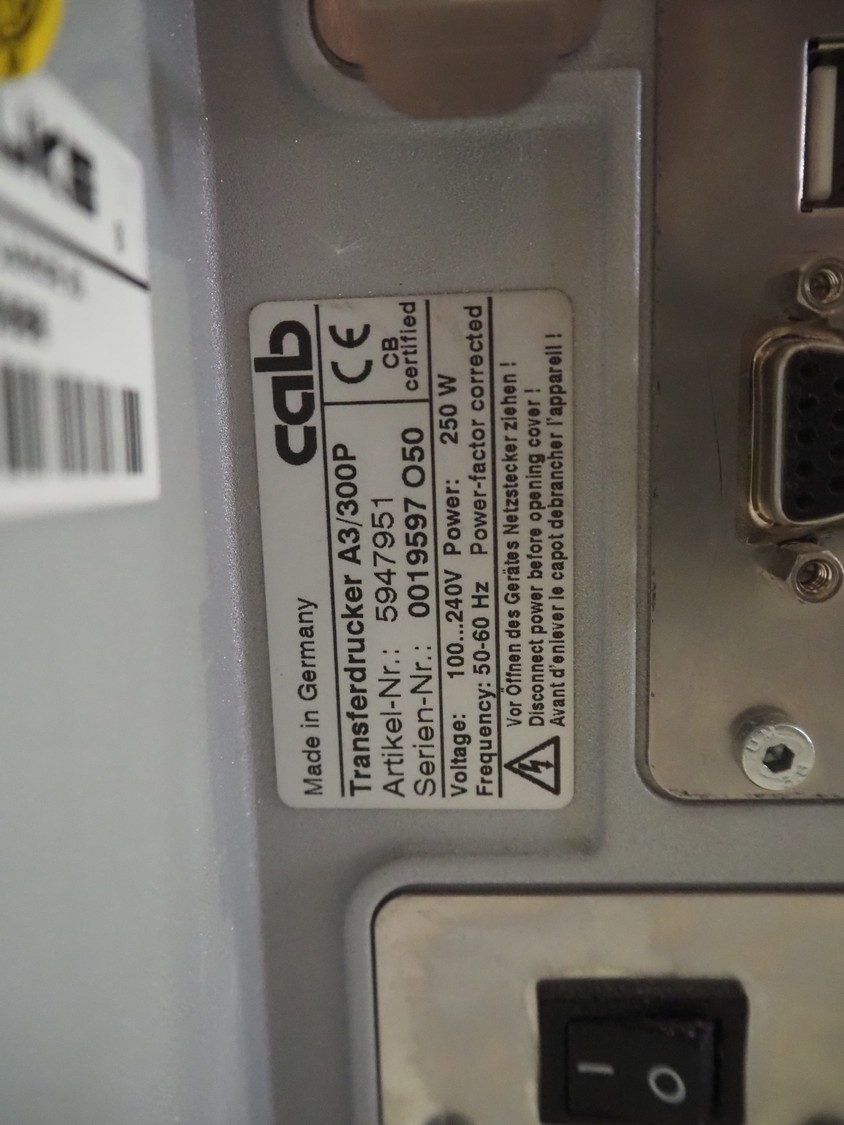 Made in Germany
cab
Transferdrucker A3/300P
Artikel-Nr.: 5947951
Serien-Nr.: 0019597 O50
CE
CB
certified
Voltage: 100...240V Power: 250 W
Frequency: 50-60 Hz Power-factor corrected
Vor Öffnen des Gerätes Netzstecker ziehen !
Disconnect power before opening cover !
Avant d'enlever le capot debrancher l'appareil !
I O